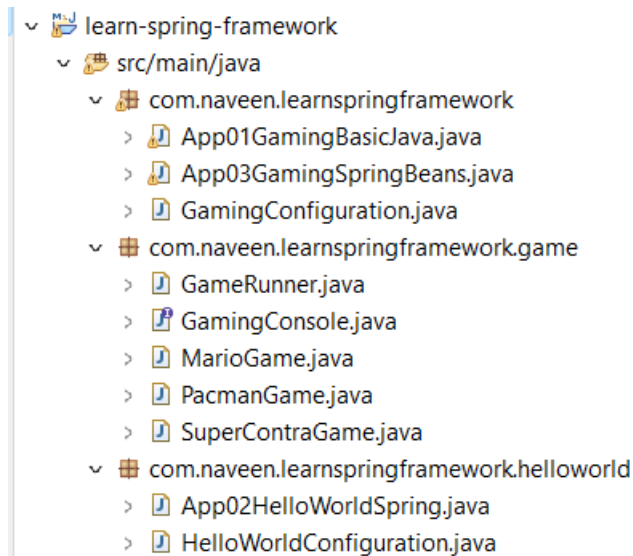 learn-spring-framework
src/main/java
com.naveen.learnspringframework
App01GamingBasicJava.java
App03GamingSpringBeans.java
GamingConfiguration.java
com.naveen.learnspringframework.game
GameRunner.java
GamingConsole.java
MarioGame.java
PacmanGame.java
SuperContraGame.java
com.naveen.learnspringframework.helloworld
App02HelloWorldSpring.java
HelloWorldConfiguration.java